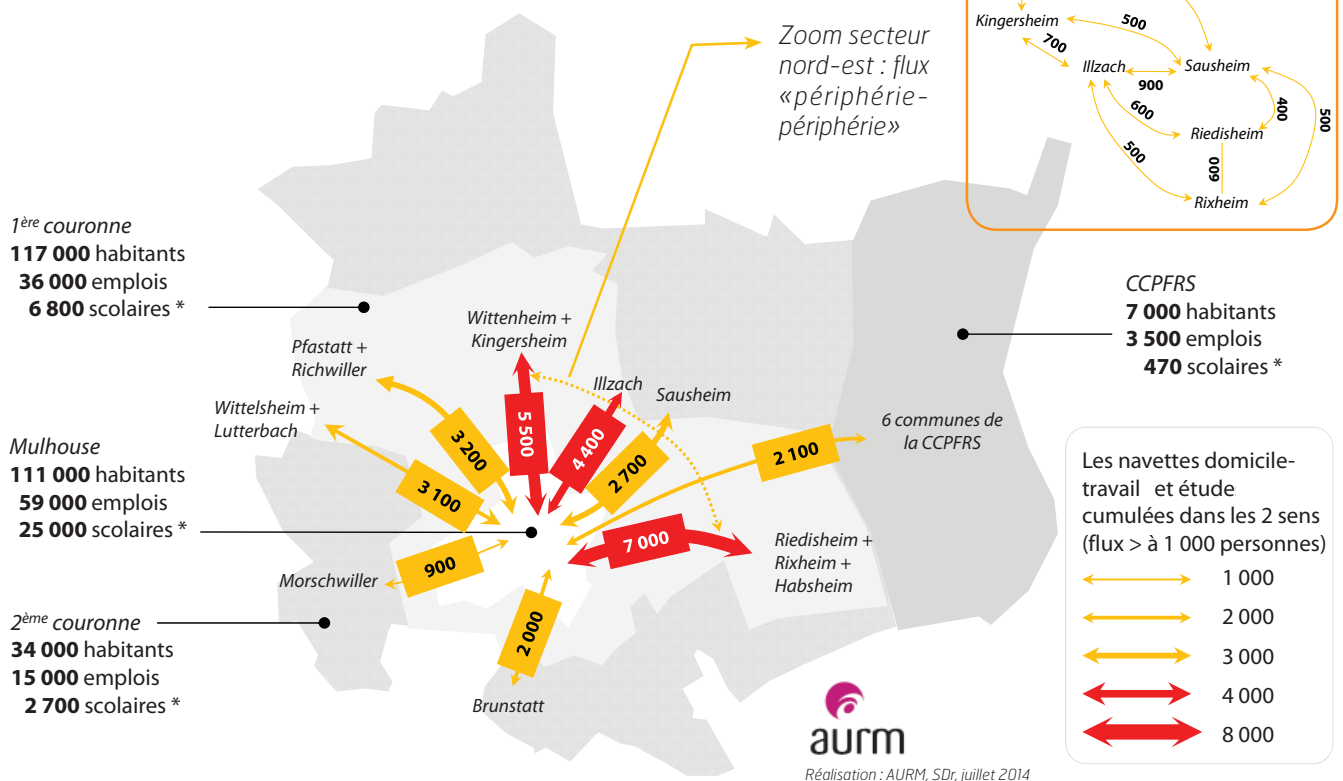 Kingersheim
500
700
Illzach
Sausheim
900
600
400
500
Riedisheim
500
600
Rixheim
Zoom secteur
nord-est : flux
«périphérie-
périphérie»
1ère couronne
117 000 habitants
36 000 emplois
6 800 scolaires *
CCPFRS
7 000 habitants
3 500 emplois
470 scolaires *
Wittenheim +
Kingersheim
Pfastatt +
Richwiller
Illzach
Sausheim
Wittelsheim +
Lutterbach
6 communes de
la CCPFRS
5 500
4 400
3 200
2 700
2 100
3 100
Mulhouse
111 000 habitants
59 000 emplois
25 000 scolaires *
7 000
Riedisheim +
Rixheim +
Habsheim
900
Morschwiller
2 000
Brunstatt
2ème couronne
34 000 habitants
15 000 emplois
2 700 scolaires *
Les navettes domicile-
travail et étude
cumulées dans les 2 sens
(flux > à 1 000 personnes)
1 000
2 000
3 000
4 000
8 000
aurm
Réalisation : AURM, SDr, juillet 2014